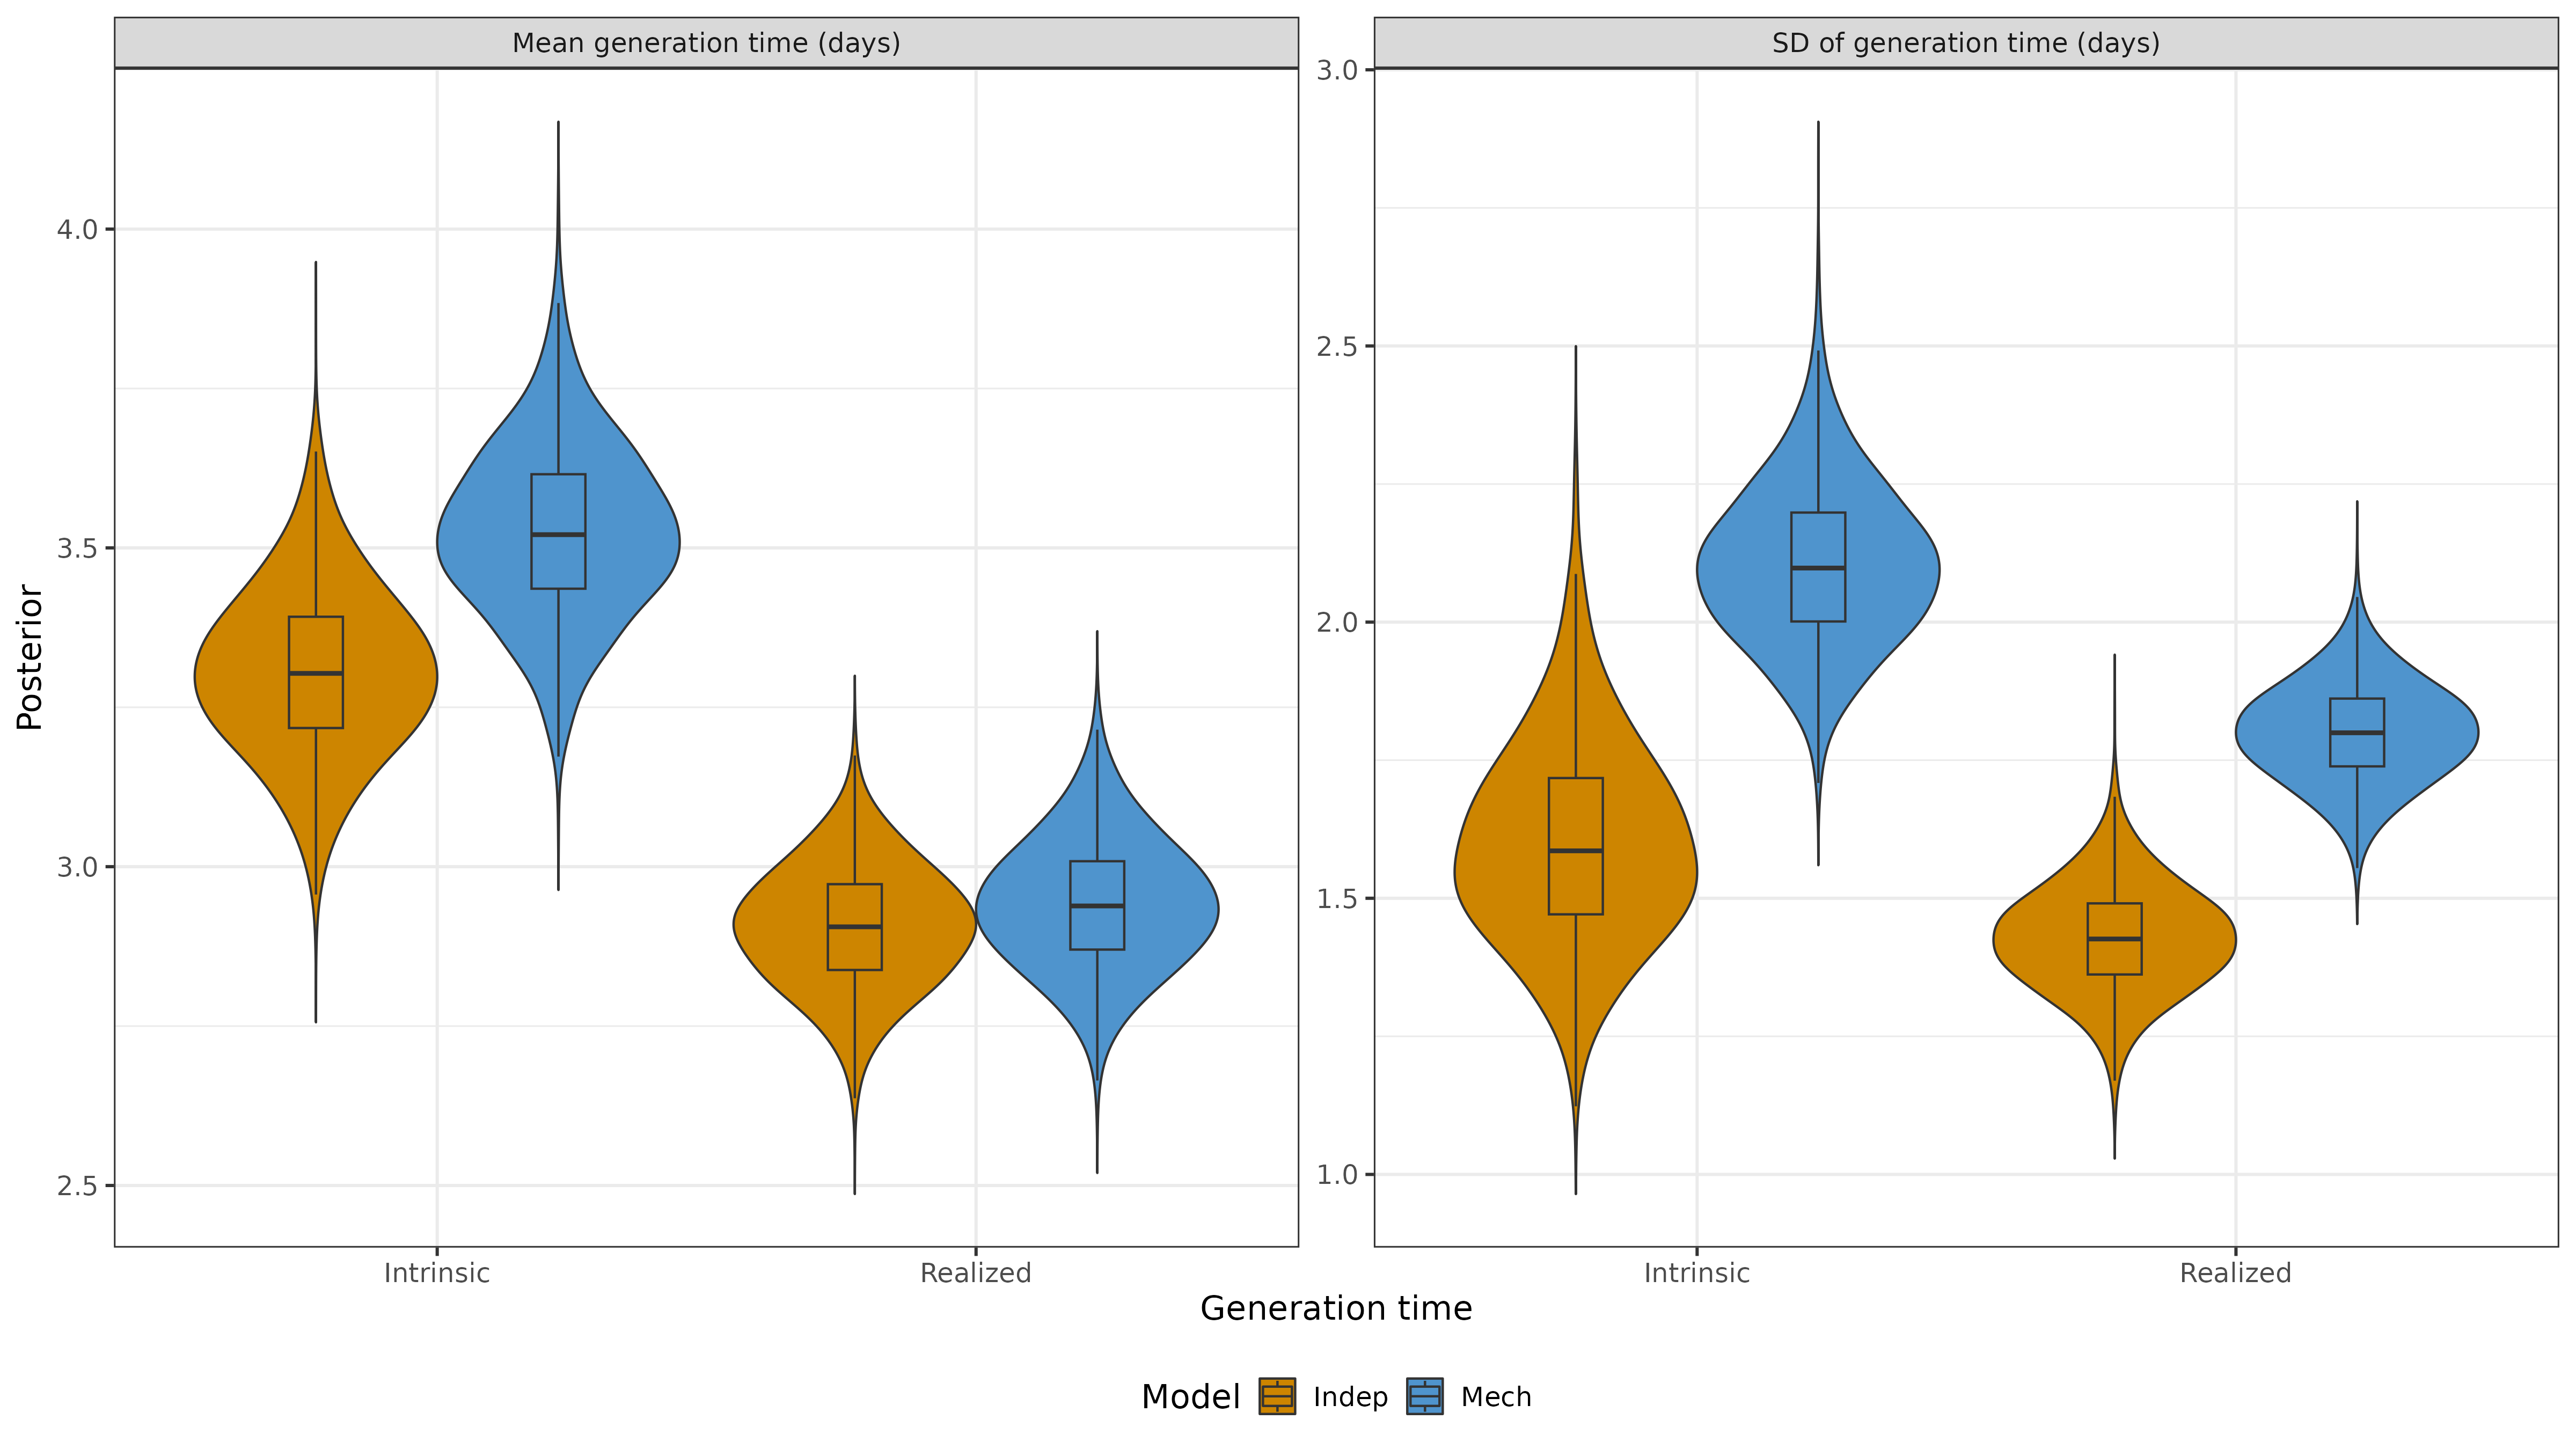 Mean generation time (days)
SD of generation time (days)
Posterior
4.0
3.5
3.0
2.5
3.0
2.5
2.0
1.5
1.0
Intrinsic
Realized
Intrinsic
Realized
Generation time
Model Indep Mech